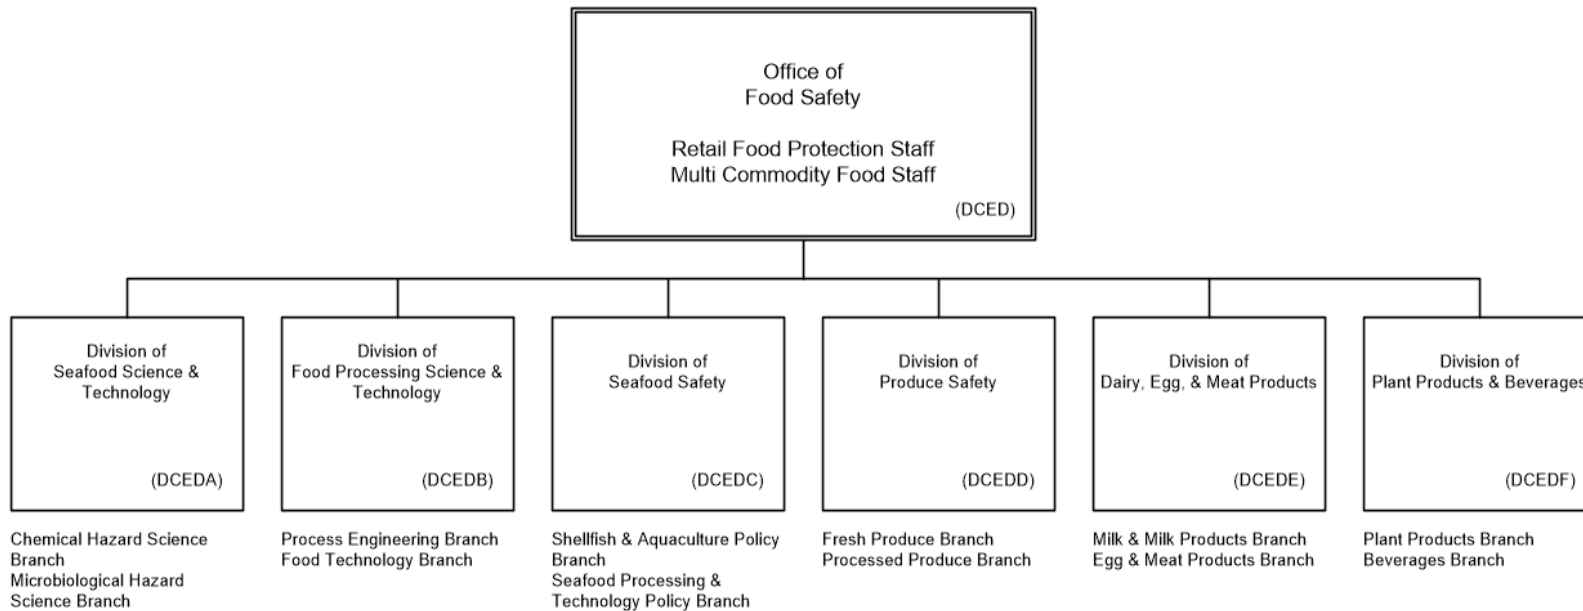 Office of
Food Safety
Retail Food Protection Staff
Multi Commodity Food Staff
(DCED)
Division of
Seafood Science &
Technology
(DCEDA)
Chemical Hazard Science
Branch
Microbiological Hazard
Science Branch
Division of
Food Processing Science &
Technology
(DCEDB)
Process Engineering Branch
Food Technology Branch
Division of
Seafood Safety
(DCEDC)
Shellfish & Aquaculture Policy
Branch
Seafood Processing &
Technology Policy Branch
Division of
Produce Safety
(DCEDD)
Fresh Produce Branch
Processed Produce Branch
Division of
Dairy, Egg, & Meat Products
(DCEDE)
Milk & Milk Products Branch
Egg & Meat Products Branch
Division of
Plant Products & Beverages
(DCEDF)
Plant Products Branch
Beverages Branch